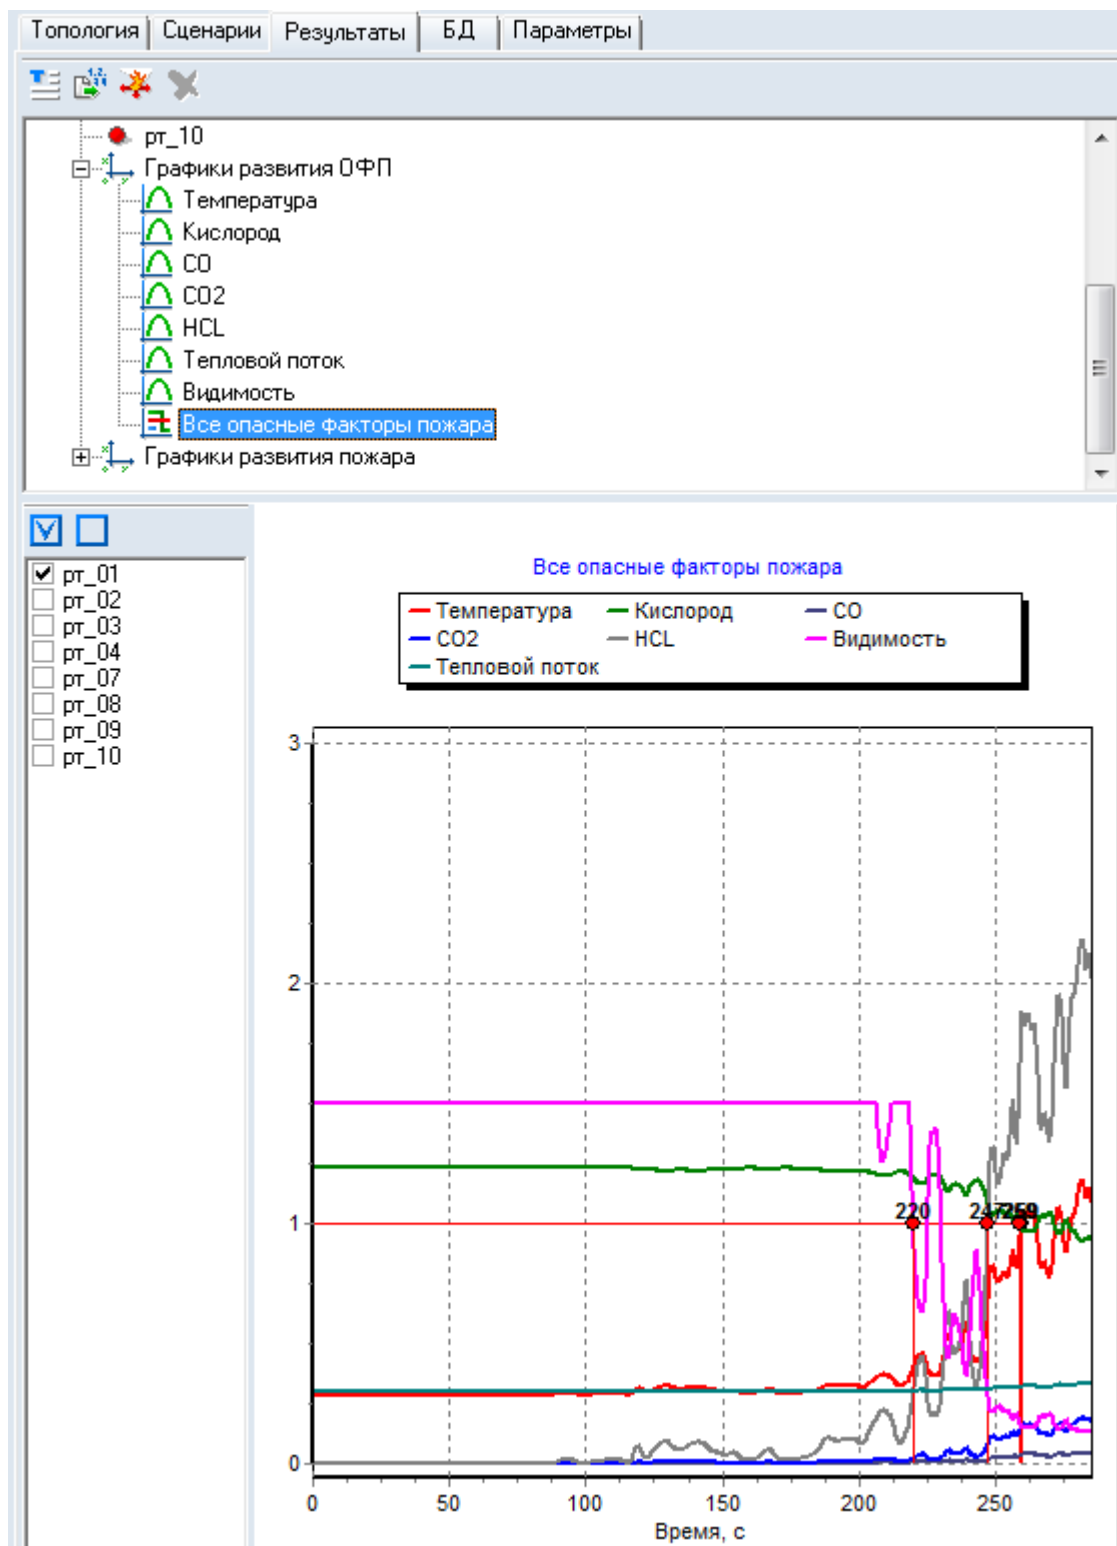 Топология Сценарии Результаты БД Параметры
рт_10
Графики развития ОФП
Температура
Кислород
CO
CO2
HCL
Тепловой поток
Видимость
Все опасные факторы пожара
Графики развития пожара
рт_01
рт_02
рт_03
рт_04
рт_07
рт_08
рт_09
рт_10
Все опасные факторы пожара
Температура Кислород CO
CO2 HCL Видимость
Тепловой поток
3
2
1
0
220 247
0 50 100 150 200 250
Время, с